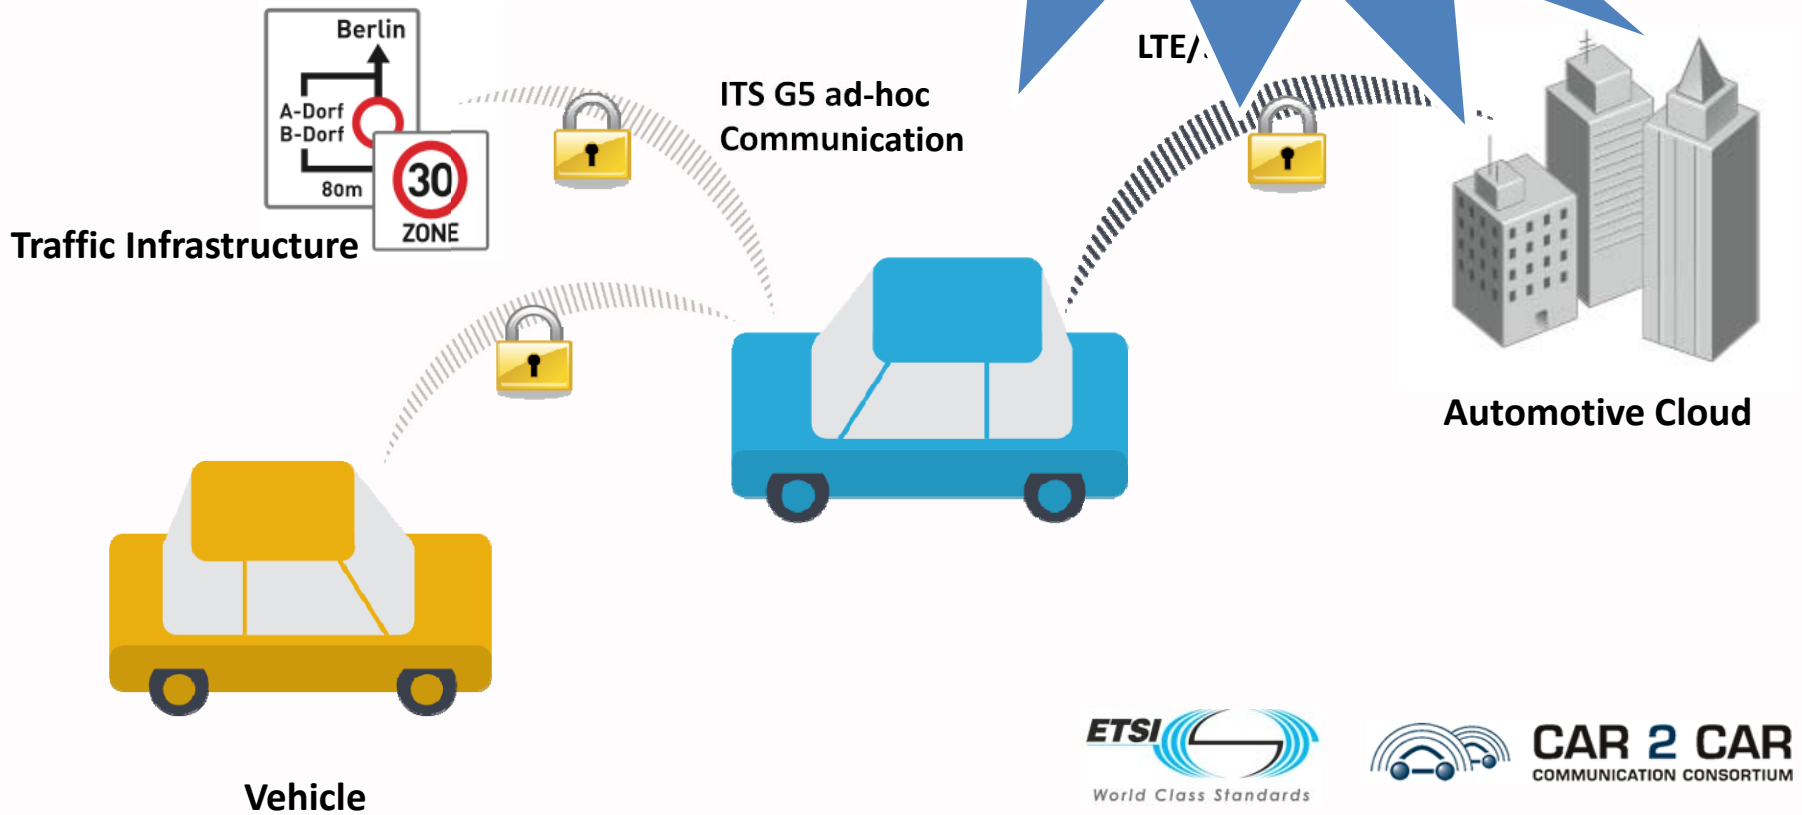 Berlin
A-Dorf
B-Dorf
80m
30
ZONE
Traffic Infrastructure
ITS G5 ad-hoc
Communication
LTE/
Automotive Cloud
Vehicle
ETSI
World Class Standards
CAR 2 CAR
COMMUNICATION CONSORTIUM